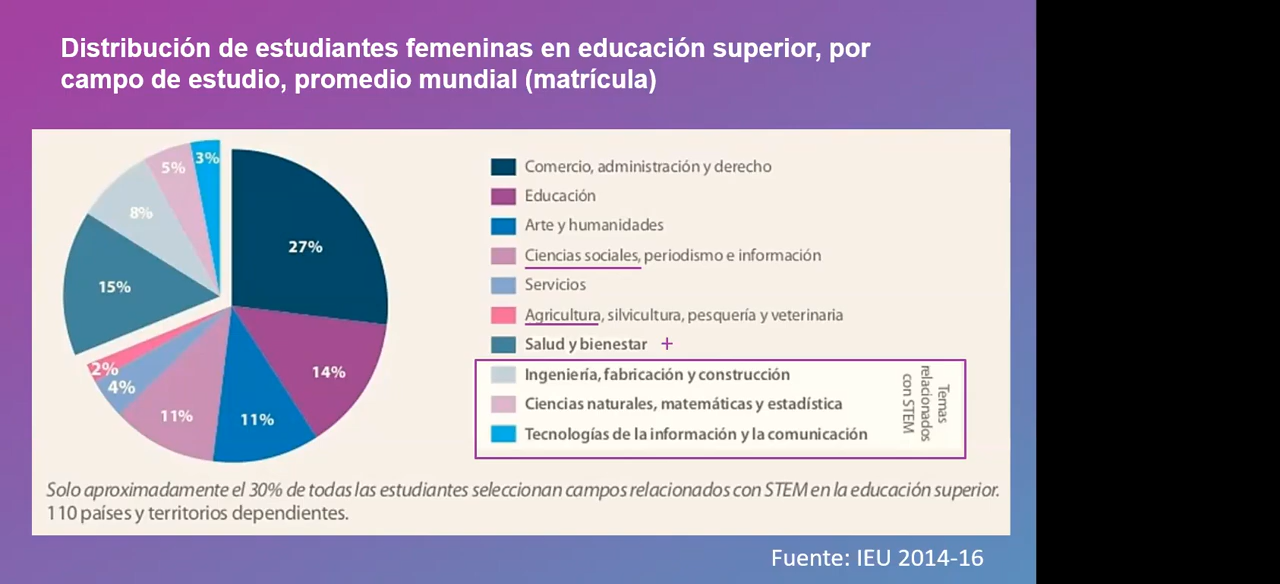 Distribución de estudiantes femeninas en educación superior, por
campo de estudio, promedio mundial (matrícula)
3%
5%
8%
27%
15%
14%
2%
4%
11%
11%
Comercio, administración y derecho
Educación
Arte y humanidades
Ciencias sociales, periodismo e información
Servicios
Agricultura, silvicultura, pesquería y veterinaria
Salud y bienestar +
Ingeniería, fabricación y construcción
Ciencias naturales, matemáticas y estadística
Tecnologías de la información y la comunicación
Temas
relacionados
con STEM
Solo aproximadamente el 30% de todas las estudiantes seleccionan campos relacionados con STEM en la educación superior.
110 países y territorios dependientes.
Fuente: IEU 2014-16